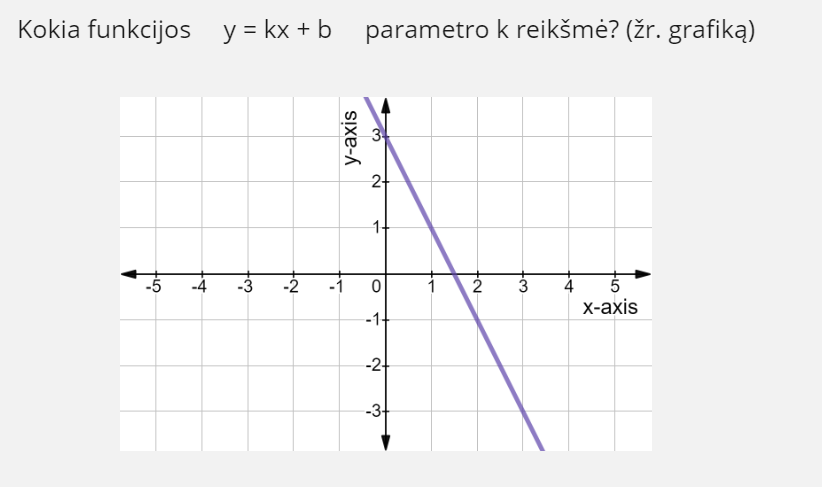 Kokia funkcijos y = kx + b parametro k reikšmė? (žr. grafiką)
y-axis
3
2
1
-5 -4 -3 -2 -1 0 1 2 3 4 5
x-axis
-1
-2
-3